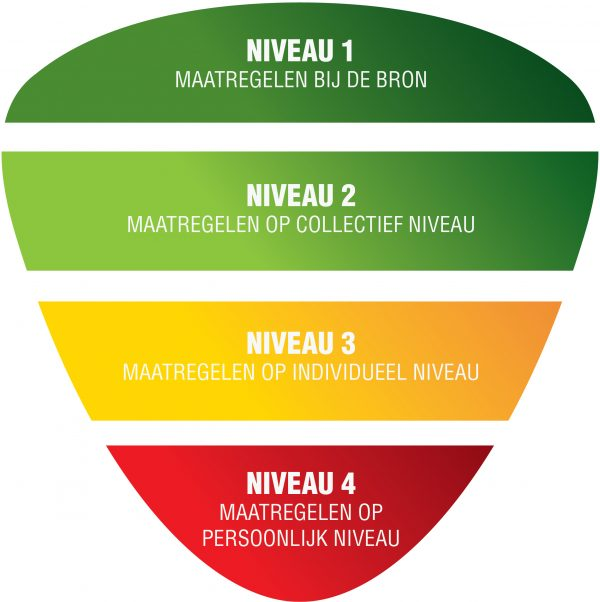 NIVEAU 1
MAATREGELEN BIJ DE BRON
NIVEAU 2
MAATREGELEN OP COLLECTIEF NIVEAU
NIVEAU 3
MAATREGELEN OP INDIVIDUEEL NIVEAU
NIVEAU 4
MAATREGELEN OP
PERSOONLIJK NIVEAU